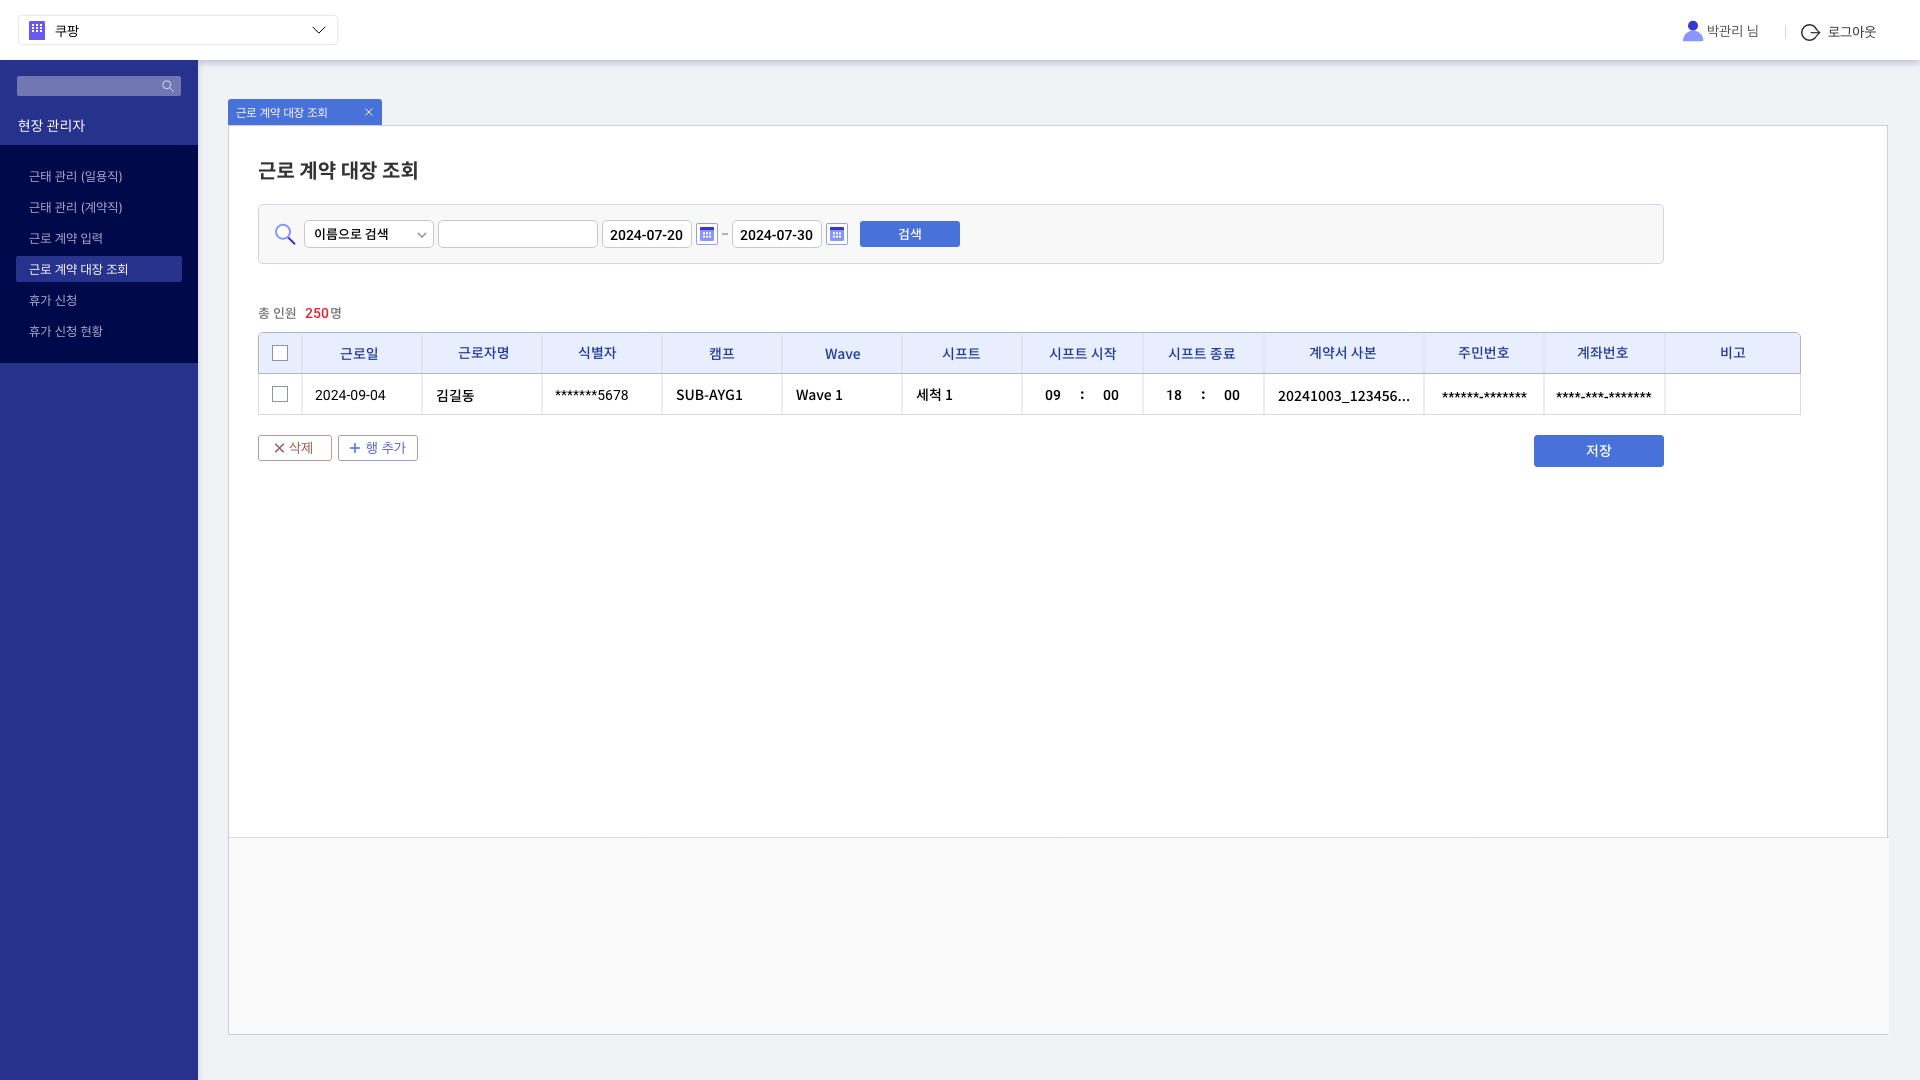 쿠팡
박관리 님
로그아웃
현장 관리자
근태 관리 (일용직)
근태 관리 (계약직)
근로 계약 입력
근로 계약 대장 조회
휴가 신청
휴가 신청 현황
근로 계약 대장 조회
근로 계약 대장 조회
이름으로 검색 2024-07-20 – 2024-07-30 검색
총 인원 250명
근로일 근로자명 식별자 캠프 Wave 시프트 시프트 시작 시프트 종료 계약서 사본 주민번호 계좌번호 비고
2024-09-04 김길동 *******5678 SUB-AYG1 Wave 1 세척 1 09 : 00 18 : 00 20241003_123456... ******-******* ****-***-*******
삭제 행 추가 저장